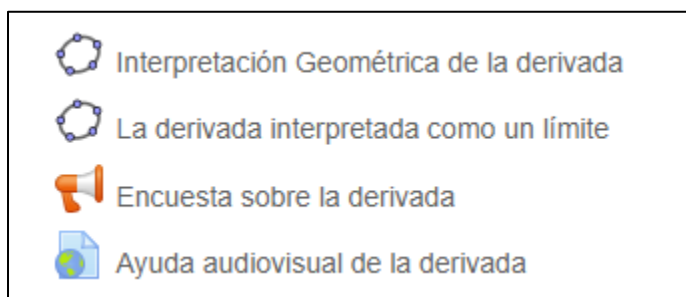 Interpretación Geométrica de la derivada
La derivada interpretada como un límite
Encuesta sobre la derivada
Ayuda audiovisual de la derivada